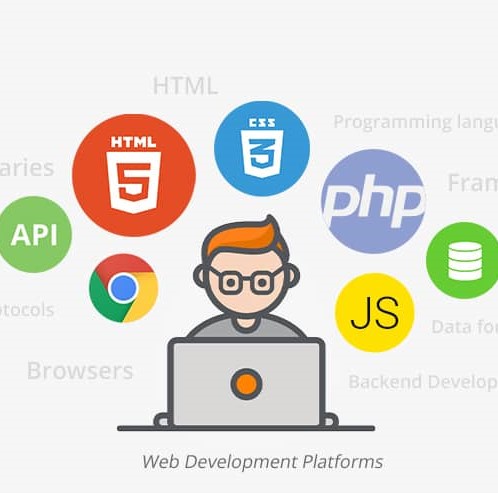 HTML
CSS
3
Programming langu
HTML
5
aries
php
Fram
API
otocols
JS
Data fo
Browsers
Backend Develop
Web Development Platforms